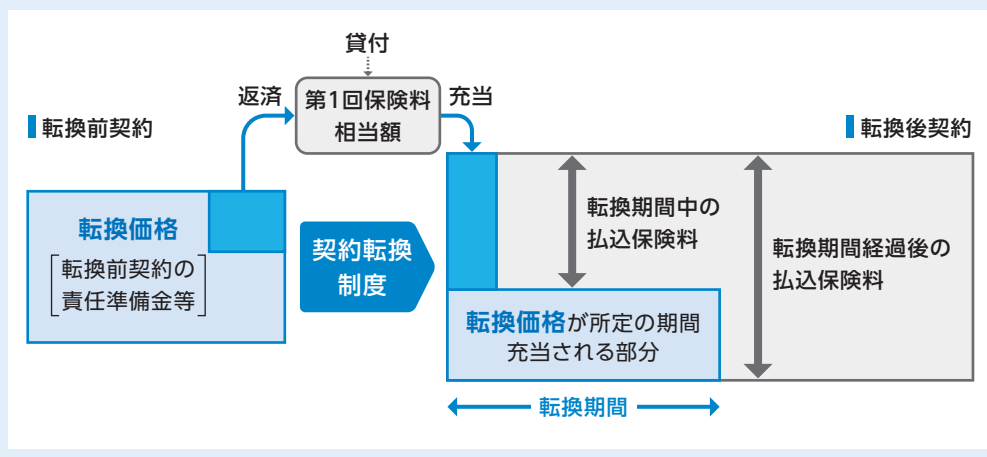 貸付
返済
第1回保険料
相当額
充当
転換前契約
転換後契約
転換価格
転換前契約の
責任準備金等
契約転換
制度
転換期間中の
払込保険料
転換期間経過後の
払込保険料
転換価格が所定の期間
充当される部分
転換期間